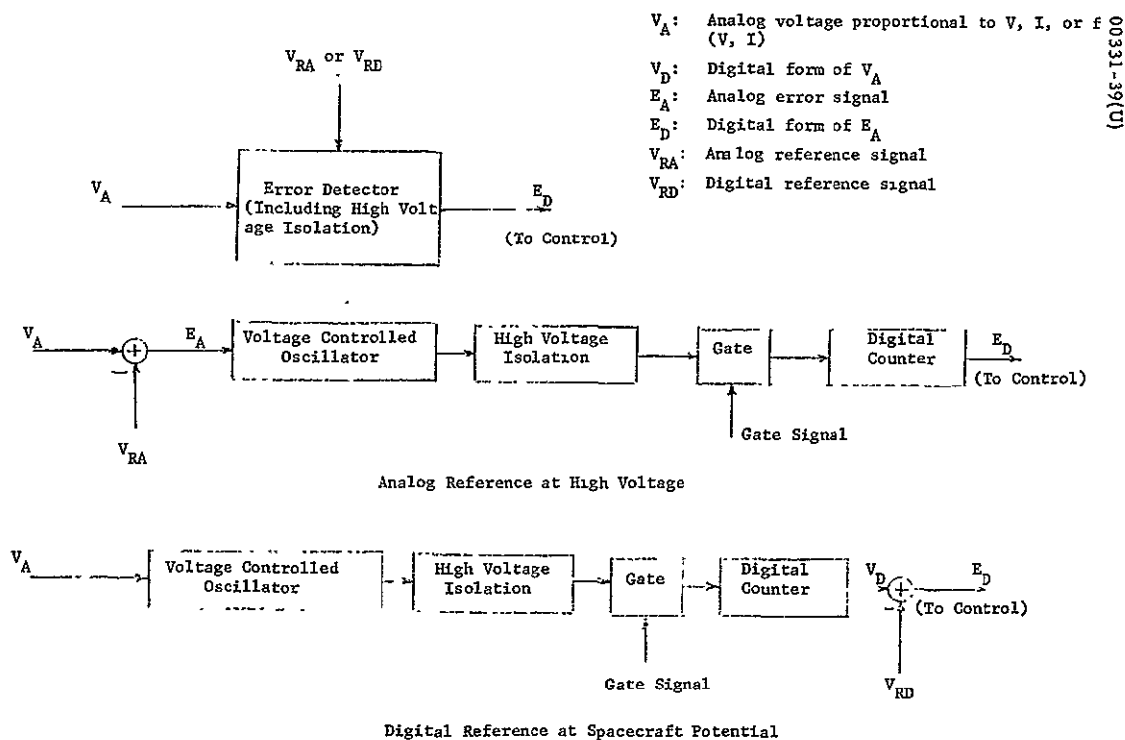 V_A: Analog voltage proportional to V, I, or f
(V, I)
V_D: Digital form of V_A
E_A: Analog error signal
E_D: Digital form of E_A
V_RA: Analog reference signal
V_RD: Digital reference signal
00331-39(U)
V_RA or V_RD
V_A
Error Detector
(Including High Volt
age Isolation)
E_D
(To Control)
V_A
+
−
E_A
V_RA
Voltage Controlled
Oscillator
High Voltage
Isolation
Gate
Gate Signal
Digital
Counter
E_D
(To Control)
Analog Reference at High Voltage
V_A
Voltage Controlled
Oscillator
High Voltage
Isolation
Gate
Gate Signal
Digital
Counter
V_D
+
−
E_D
(To Control)
V_RD
Digital Reference at Spacecraft Potential